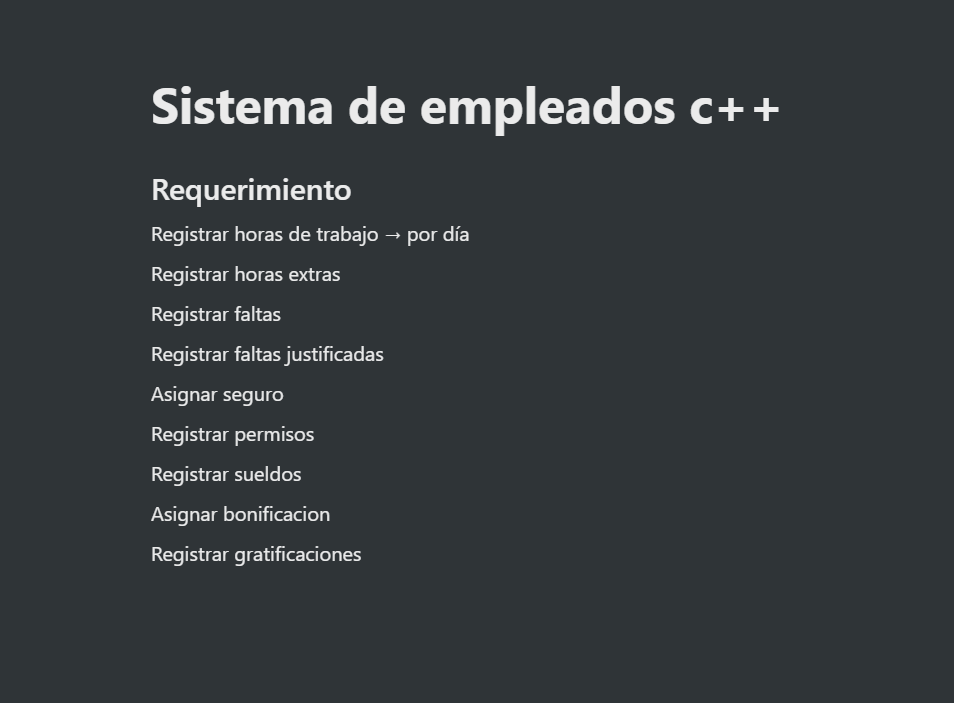 Sistema de empleados c++
Requerimiento
Registrar horas de trabajo → por día
Registrar horas extras
Registrar faltas
Registrar faltas justificadas
Asignar seguro
Registrar permisos
Registrar sueldos
Asignar bonificacion
Registrar gratificaciones